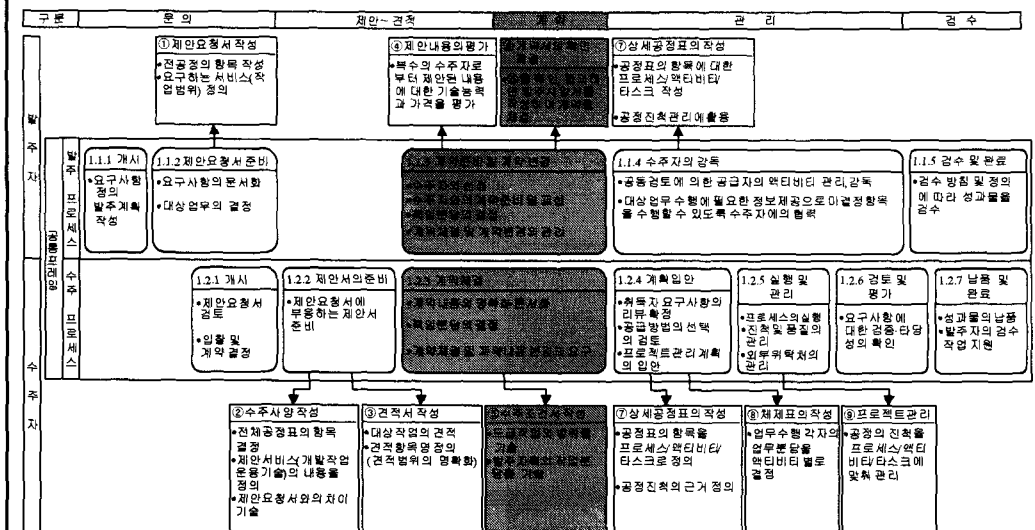 구분 문 의 제안~견적 계 약 관 리 검 수
발 주 자
수 주 자
공통프레임
발주 프로세스
수주 프로세스
①제안요청서작성
•전공정의 항목 작성
•요구하는 서비스(작
업범위) 정의
④제안내용의평가
•복수의 수주자로
부터 제안된 내용
에 대한 기술능력
과 가격을 평가
⑦상세공정표의작성
•공정표의 항목에 대한
프로세스/액티비티/
타스크 작성
•공정진척관리에활용
1.1.1 개시
•요구사항
정의
발주계획
작성
1.1.2제안요청서준비
•요구사항의 문서화
•대상업무의 결정
1.1.3 계약준비 및 계약변경
1.1.4 수주자의 감독
•공동검토에 의한 공급자의 액티비티 관리,감독
•대상업무 수행에 필요한 정보제공으로 미결정항목
을 수행할 수 있도록 수주자에의 협력
1.1.5 검수 및 완료
•검수 방침 및 정의
에 따라 성과물을
검수
1.2.1 개시
•제안요청서
검토
•입찰 및
계약 결정
1.2.2 제안서의준비
•제안요청서에
부응하는 제안서
준비
1.2.3 계약체결
1.2.4 계획입안
•취득자 요구사항의
리뷰 확정
•공급방법의 선택
의 검토
•프로젝트관리 계획
의 입안
1.2.5 실행 및
관리
•프로세스의실행
•진척 및 품질의
관리
•외부위탁처의
관리
1.2.6 검토 및
평가
•요구사항에
대한 검증·타당
성의 확인
1.2.7 납품 및
완료
•성과물의납품
•발주자의 검수
작업 지원
②수주사양작성
•전체공정표의 항목
결정
•제안서비스(개발작업
운용기술)의 내용을
정의
•제안요청서와의차이
기술
③견적서작성
•대상작업의 견적
•견적항목명 정의
(견적범위의 명확화)
⑦상세공정표의작성
•공정표의 항목을
프로세스/액티비티/
타스크로 정의
•공정진척의 근거 정의
⑧체제표의작성
•업무수행 각자의
업무분담을
액티비티 별로
결정
⑨프로젝트관리
•공정의 진척을
프로세스/액티
비티/타스크에
맞춰 관리